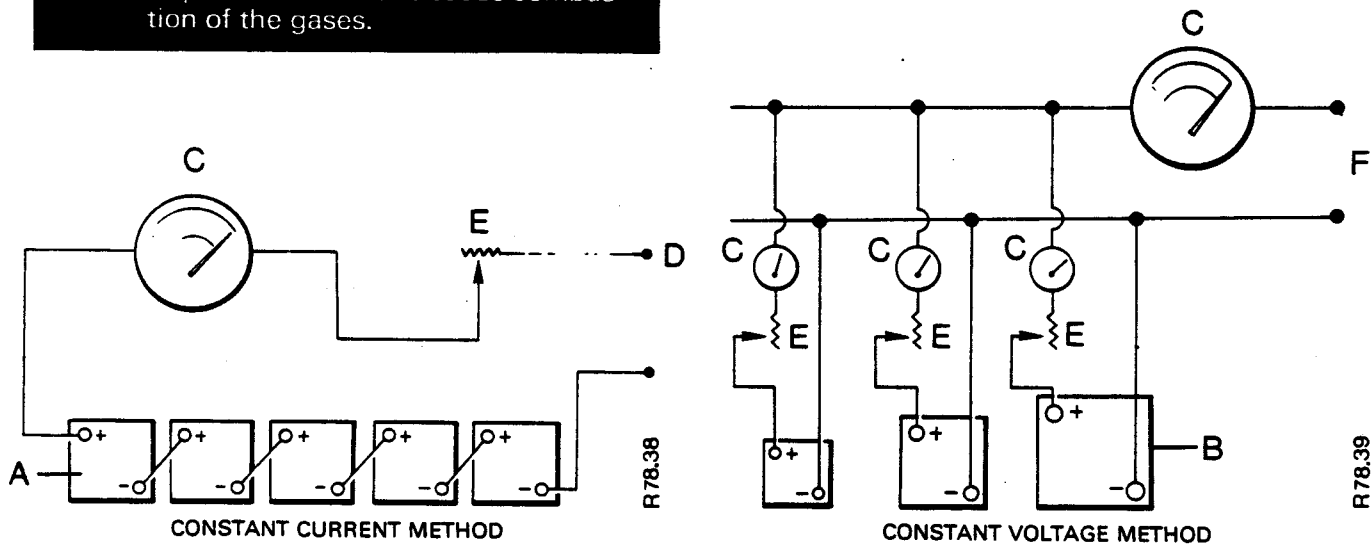 tion of the gases.
C
E
D
A
+
-
+
-
+
-
+
-
+
-
R78.38
CONSTANT CURRENT METHOD
C
F
C
C
C
E
E
E
+
-
+
-
+
-
B
R78.39
CONSTANT VOLTAGE METHOD